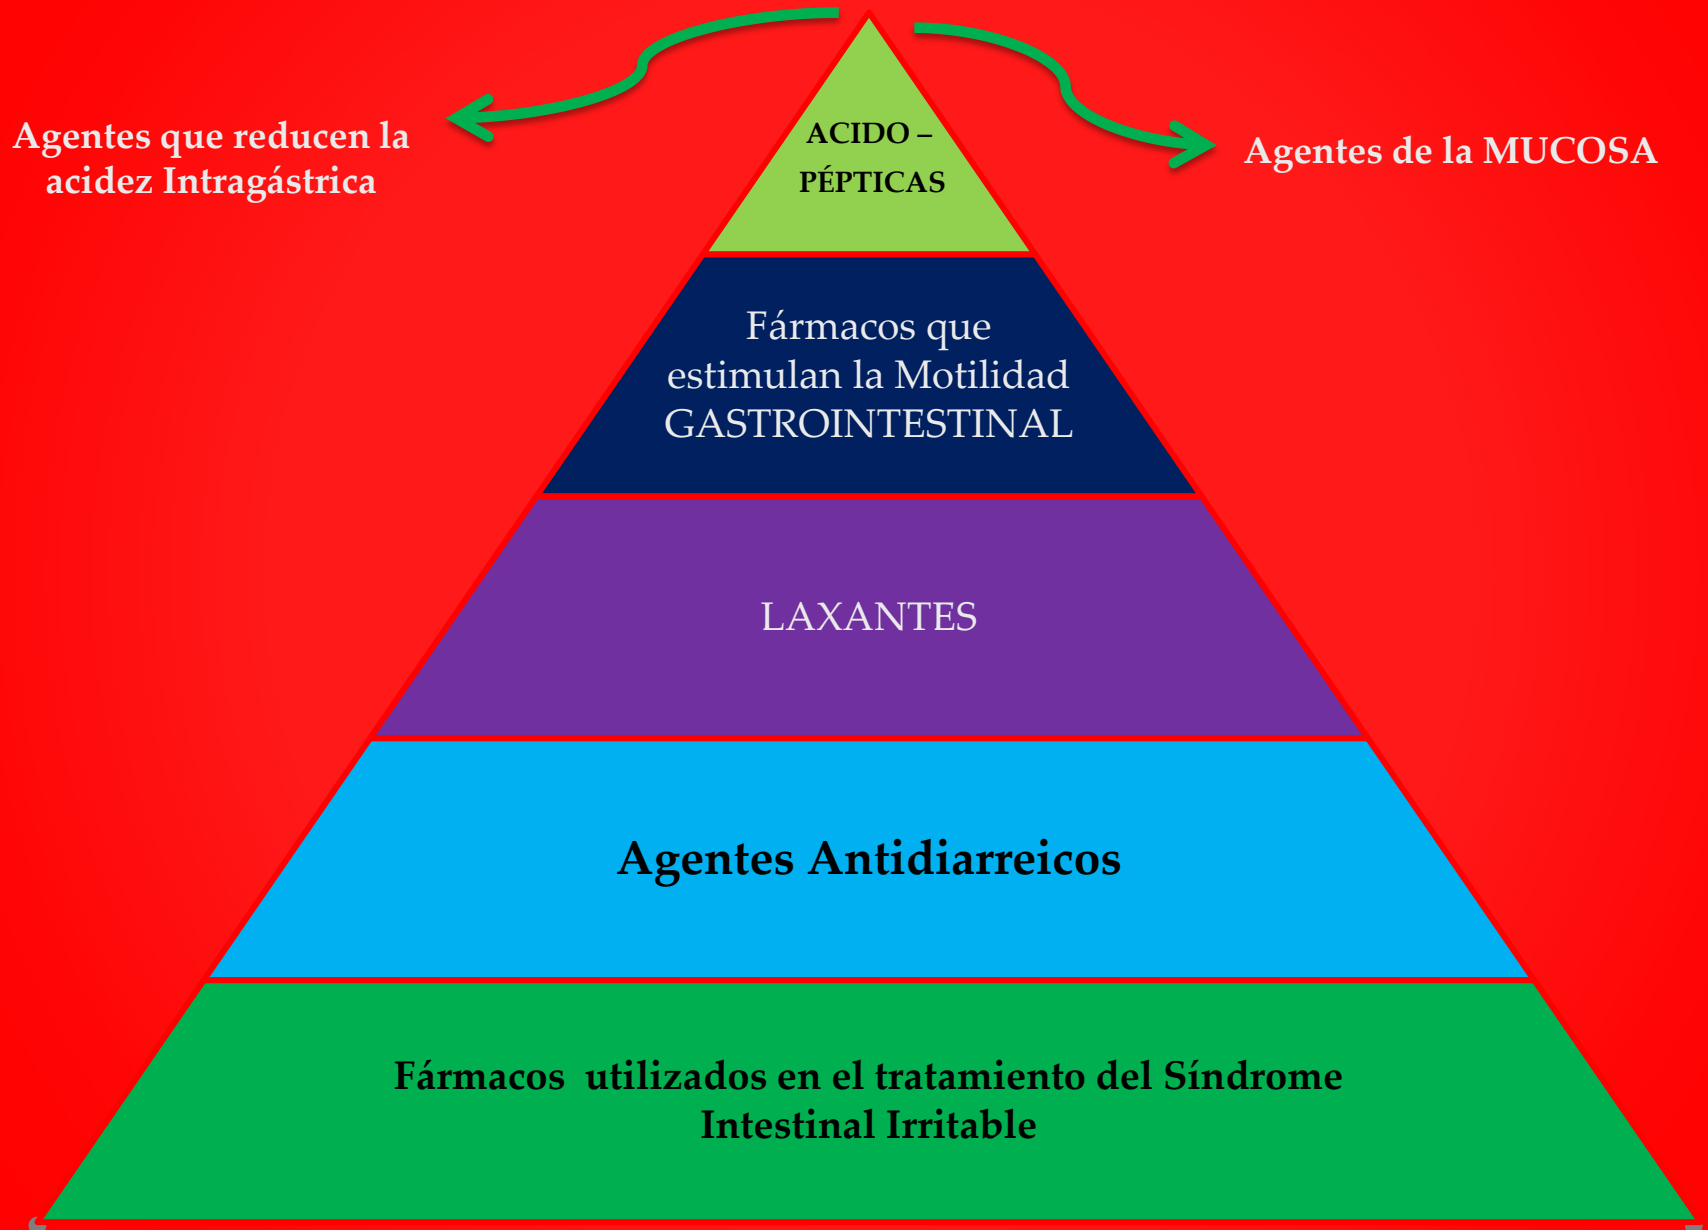 Agentes que reducen la
acidez Intragástrica
ACIDO –
PÉPTICAS
Agentes de la MUCOSA
Fármacos que
estimulan la Motilidad
GASTROINTESTINAL
LAXANTES
Agentes Antidiarreicos
Fármacos  utilizados en el tratamiento del Síndrome
Intestinal Irritable